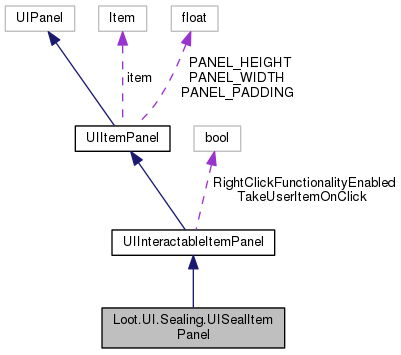 UIPanel
Item
float
item
PANEL_HEIGHT
PANEL_WIDTH
PANEL_PADDING
UIItemPanel
bool
RightClickFunctionalityEnabled
TakeUserItemOnClick
UIInteractableItemPanel
Loot.UI.Sealing.UISealItem
Panel